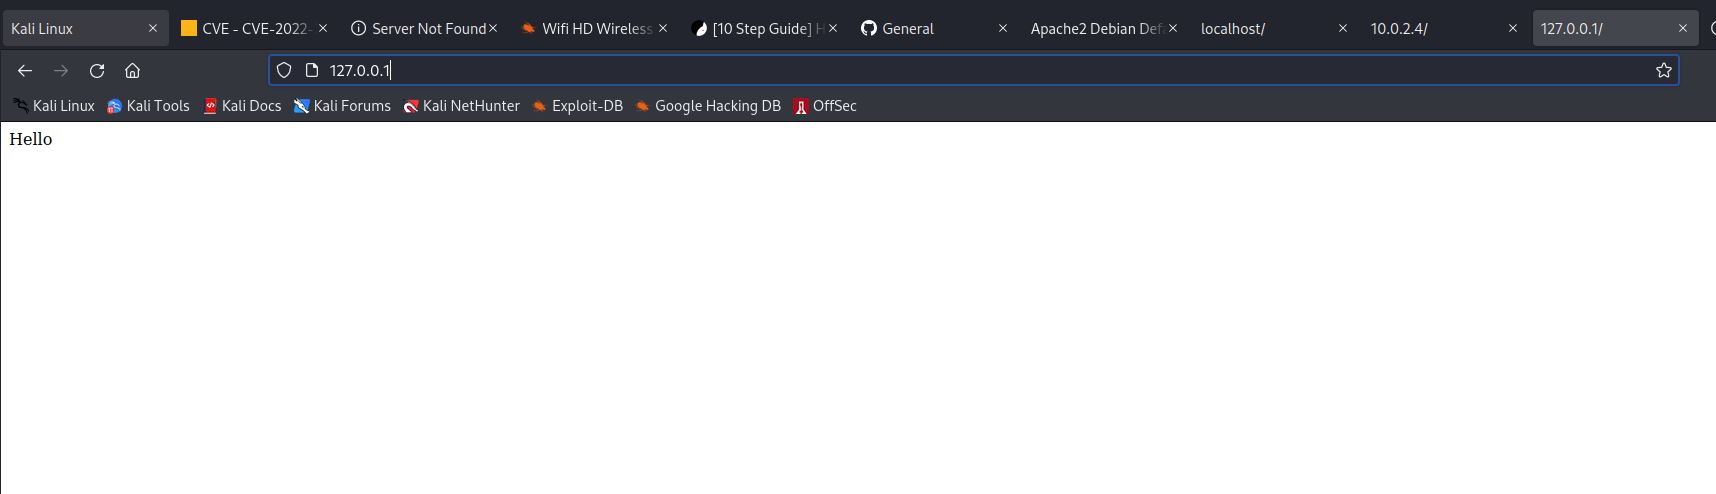 Kali Linux CVE - CVE-2022- Server Not Found Wifi HD Wireless [10 Step Guide] H General Apache2 Debian Defa localhost/ 10.0.2.4/ 127.0.0.1/
127.0.0.1
Kali Linux Kali Tools Kali Docs Kali Forums Kali NetHunter Exploit-DB Google Hacking DB OffSec
Hello